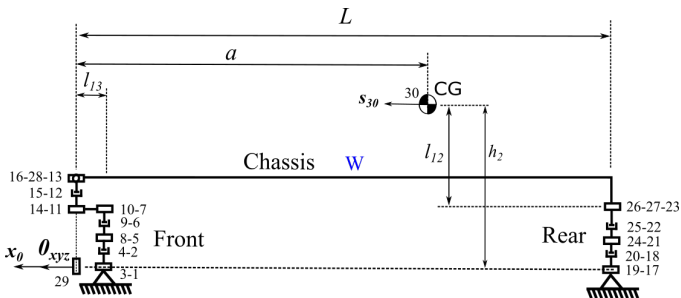 L
a
l13
30 CG
s30
l12
h2
Chassis W
16-28-13
15-12
14-11
10-7
9-6
8-5
4-2
3-1
Front
Rear
26-27-23
25-22
24-21
20-18
19-17
x0 θxyz
29